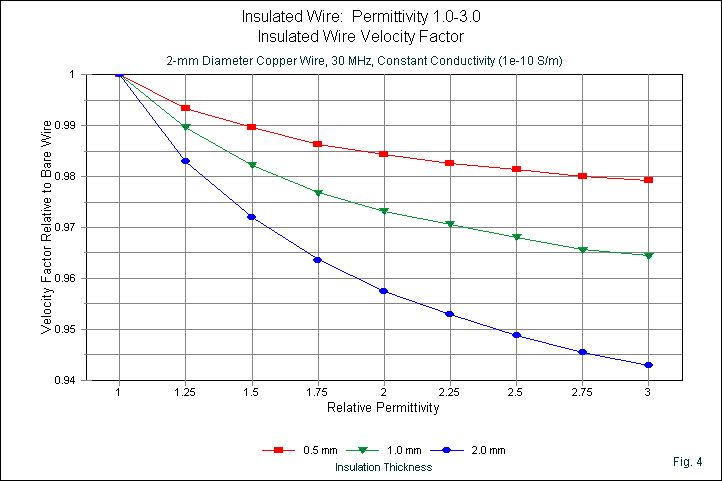 Insulated Wire:  Permittivity 1.0-3.0
Insulated Wire Velocity Factor
2-mm Diameter Copper Wire, 30 MHz, Constant Conductivity (1e-10 S/m)
Velocity Factor Relative to Bare Wire
1
0.99
0.98
0.97
0.96
0.95
0.94
1 1.25 1.5 1.75 2 2.25 2.5 2.75 3
Relative Permittivity
0.5 mm 1.0 mm 2.0 mm
Insulation Thickness
Fig. 4